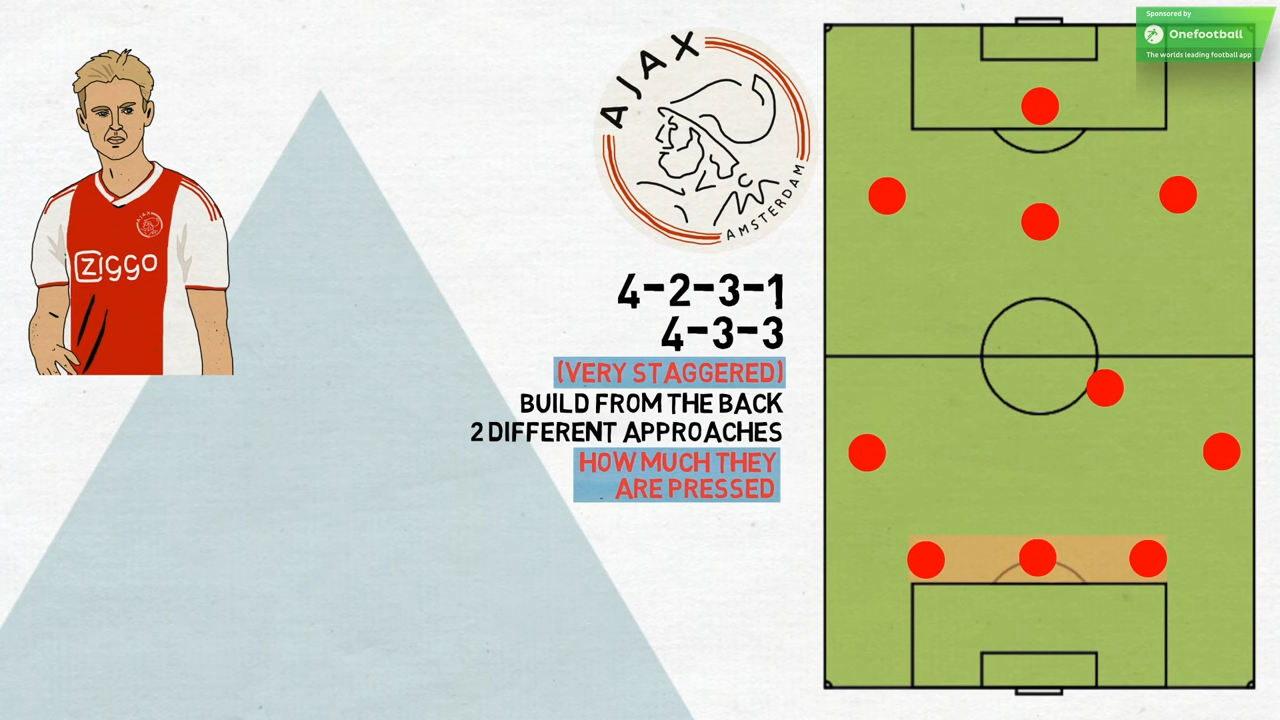 Sponsored by
Onefootball
The worlds leading football app
AJAX
AMSTERDAM
AJAX
ziggo
4-2-3-1
4-3-3
(VERY STAGGERED)
BUILD FROM THE BACK
2 DIFFERENT APPROACHES
HOW MUCH THEY
ARE PRESSED